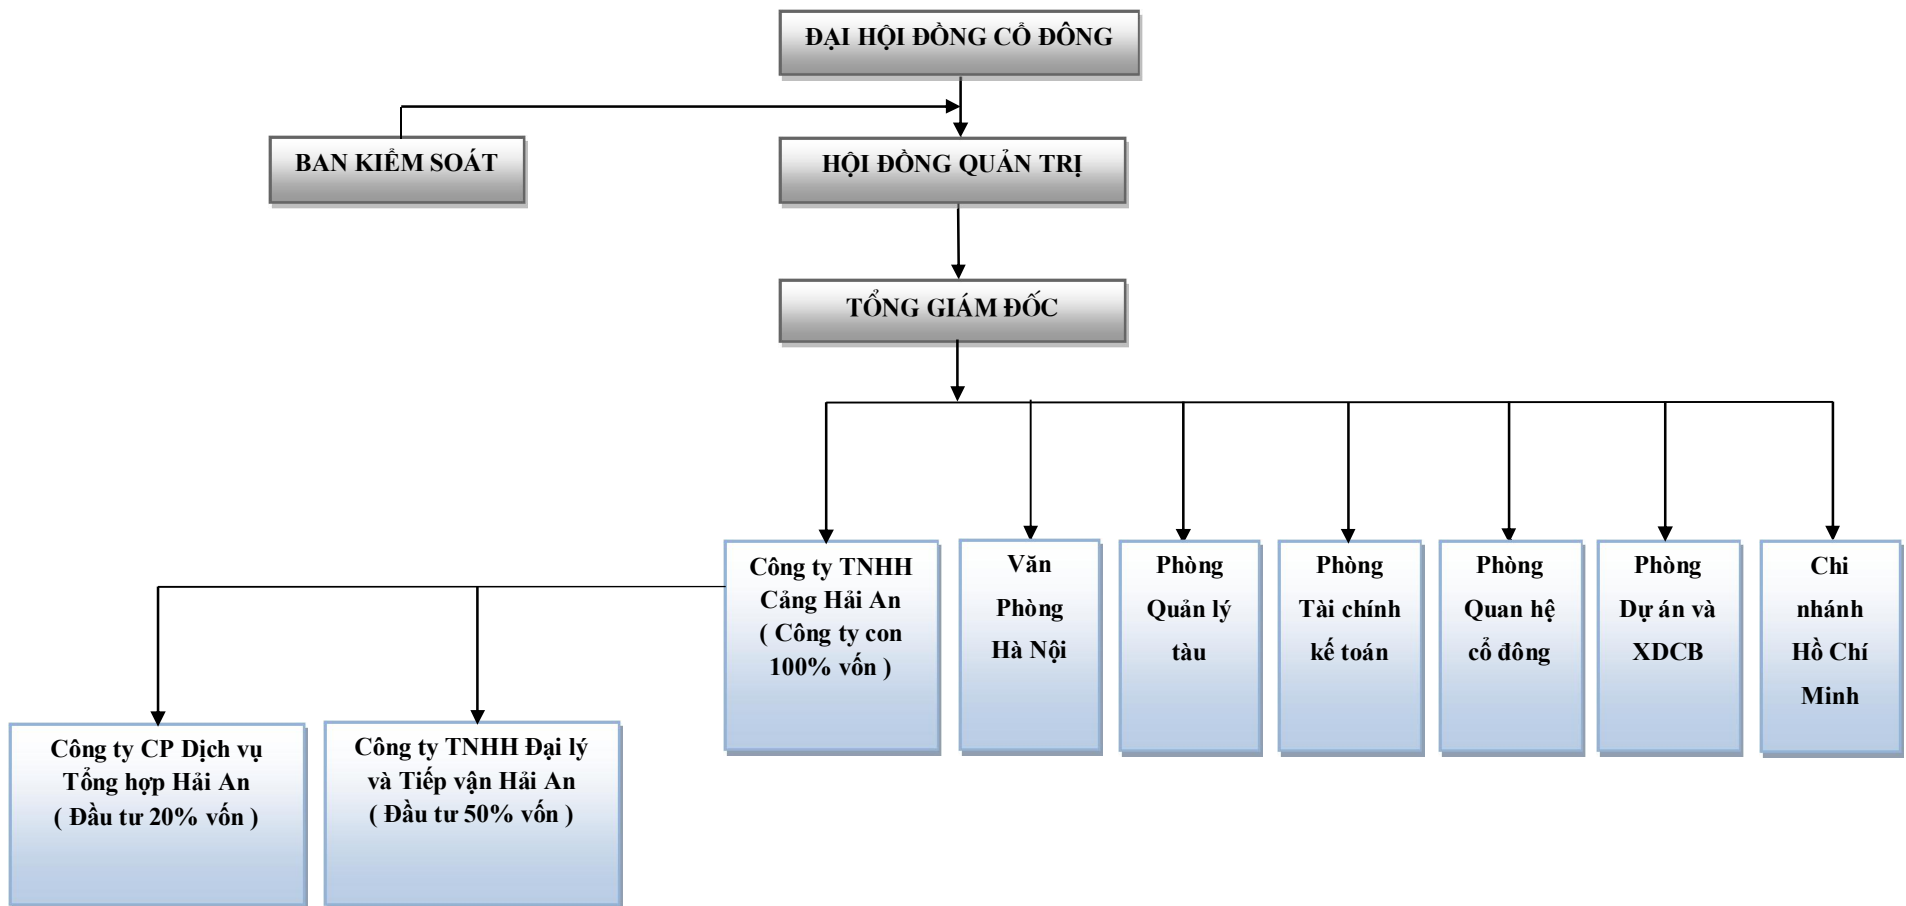 ĐẠI HỘI ĐỒNG CỔ ĐÔNG
BAN KIỂM SOÁT
HỘI ĐỒNG QUẢN TRỊ
TỔNG GIÁM ĐỐC
Công ty TNHH
Cảng Hải An
( Công ty con
100% vốn )
Văn
Phòng
Hà Nội
Phòng
Quản lý
tàu
Phòng
Tài chính
kế toán
Phòng
Quan hệ
cổ đông
Phòng
Dự án và
XDCB
Chi
nhánh
Hồ Chí
Minh
Công ty CP Dịch vụ
Tổng hợp Hải An
( Đầu tư 20% vốn )
Công ty TNHH Đại lý
và Tiếp vận Hải An
( Đầu tư 50% vốn )